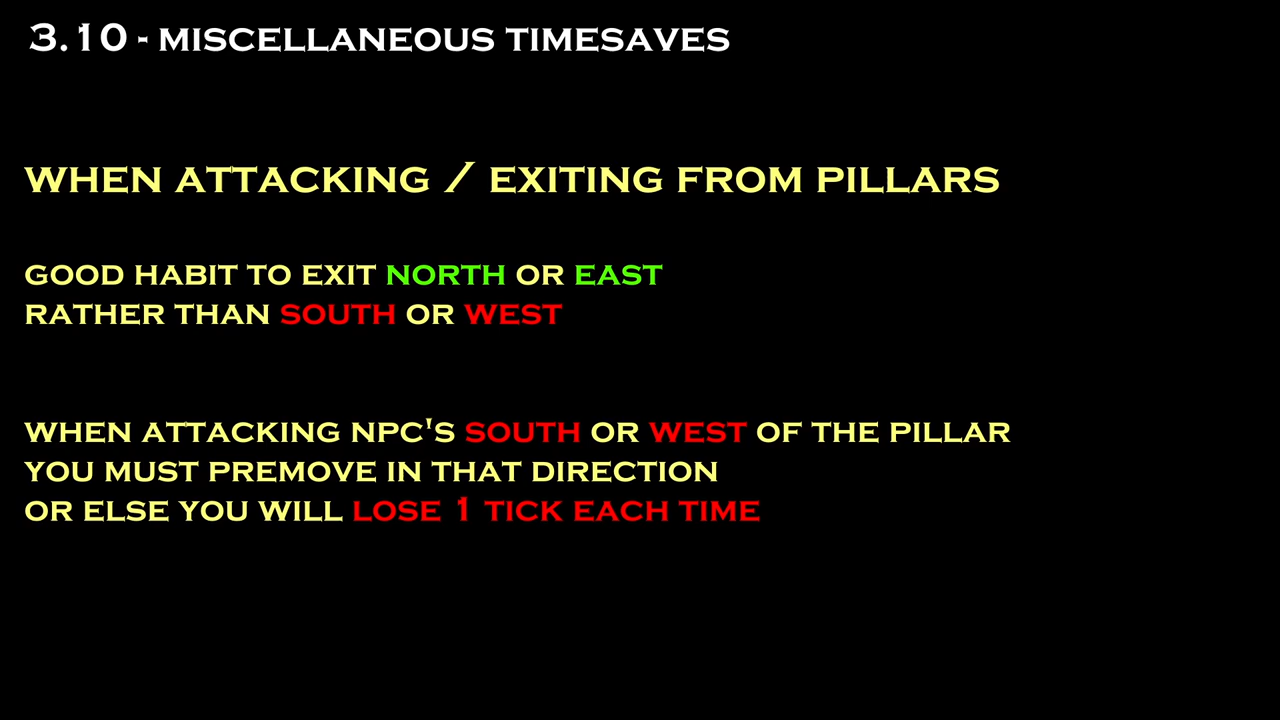 3.10 - MISCELLANEOUS TIMESAVES
WHEN ATTACKING / EXITING FROM PILLARS
GOOD HABIT TO EXIT NORTH OR EAST
RATHER THAN SOUTH OR WEST
WHEN ATTACKING NPC'S SOUTH OR WEST OF THE PILLAR
YOU MUST PREMOVE IN THAT DIRECTION
OR ELSE YOU WILL LOSE 1 TICK EACH TIME